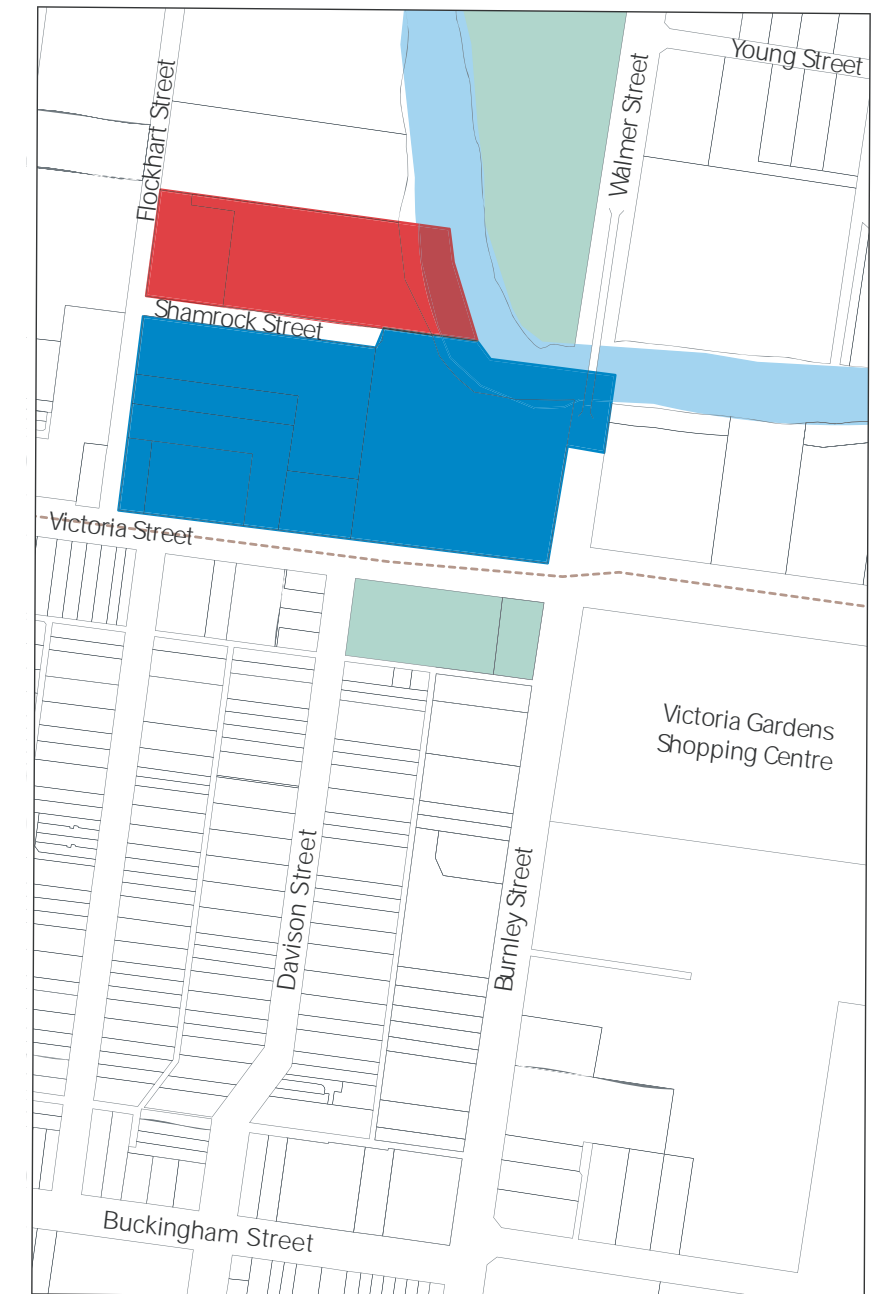 Young Street
Walmer Street
Flockhart Street
Shamrock Street
Victoria Street
Victoria Gardens
Shopping Centre
Davison Street
Burnley Street
Buckingham Street